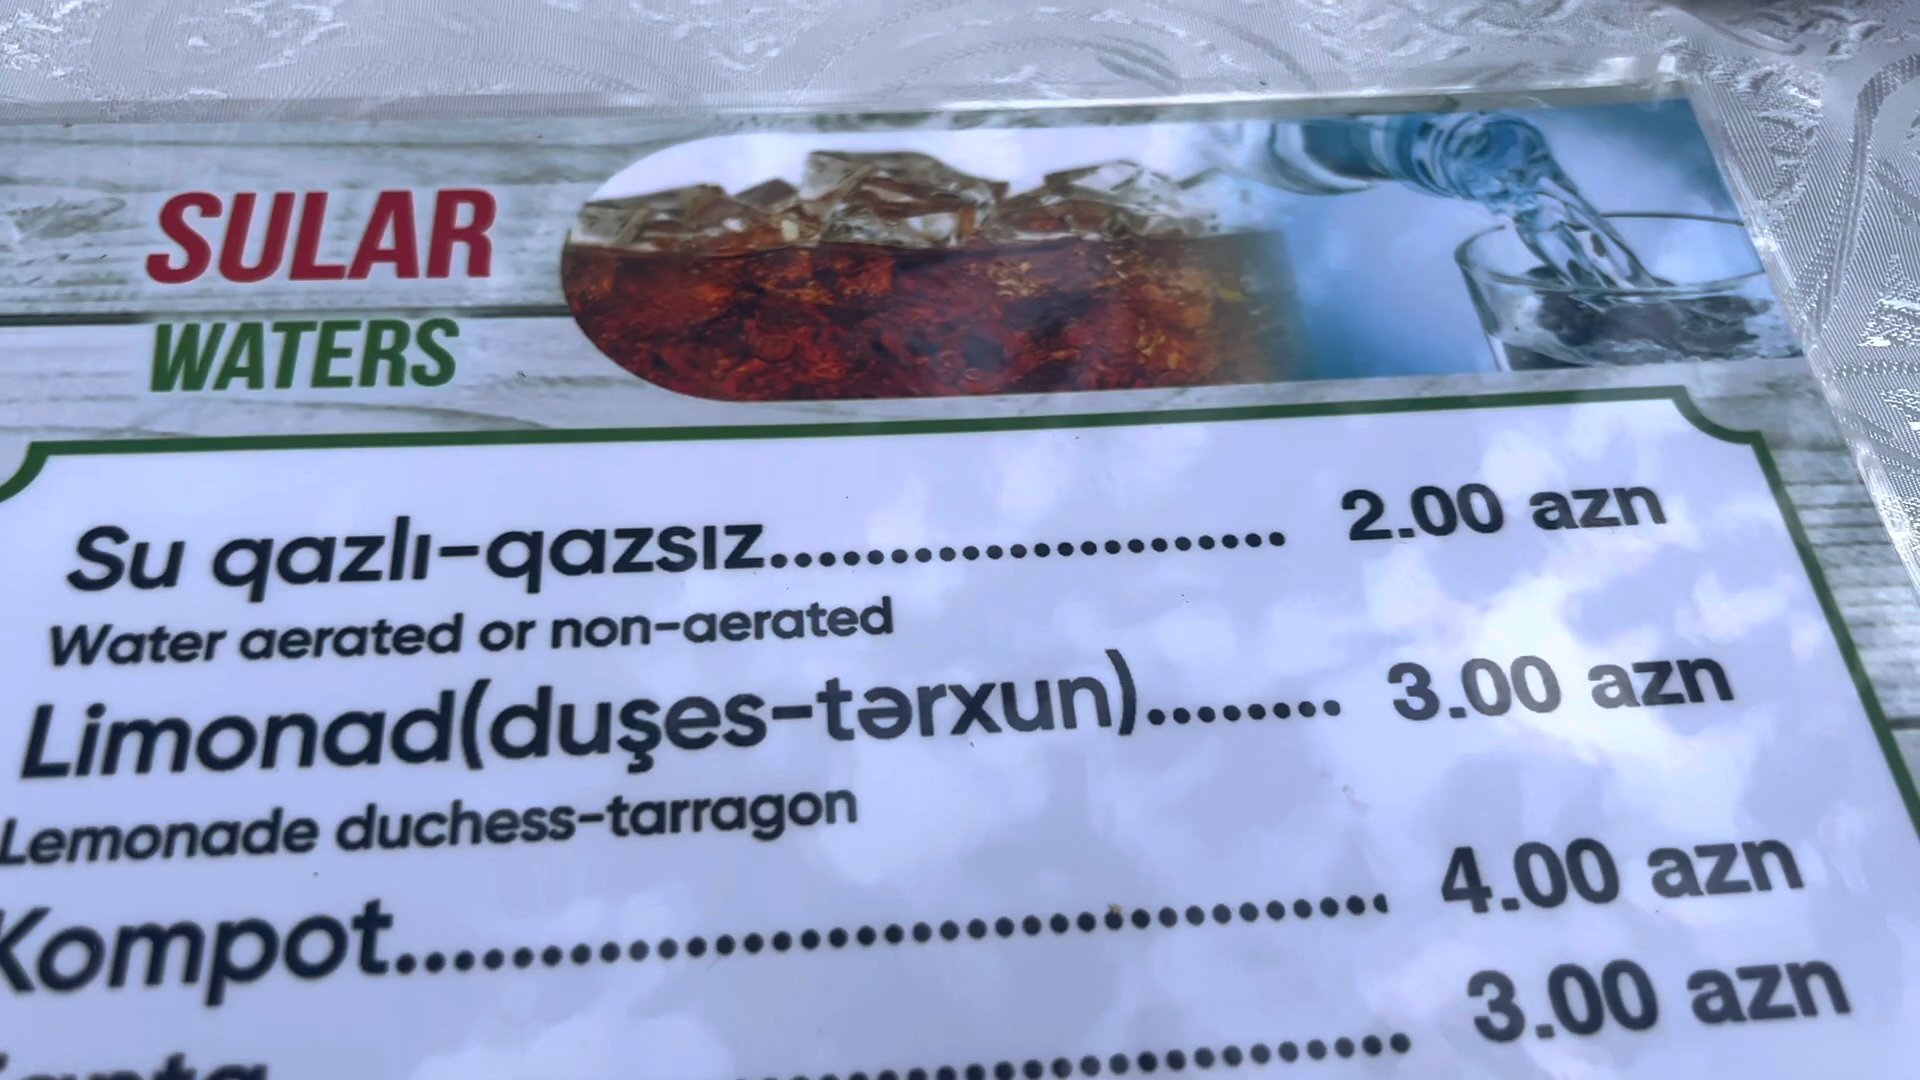 SULAR
WATERS
Su qazlı-qazsız...................... 2.00 azn
Water aerated or non-aerated
Limonad(duşes-tərxun)........ 3.00 azn
Lemonade duchess-tarragon
Kompot.................................. 4.00 azn
3.00 azn